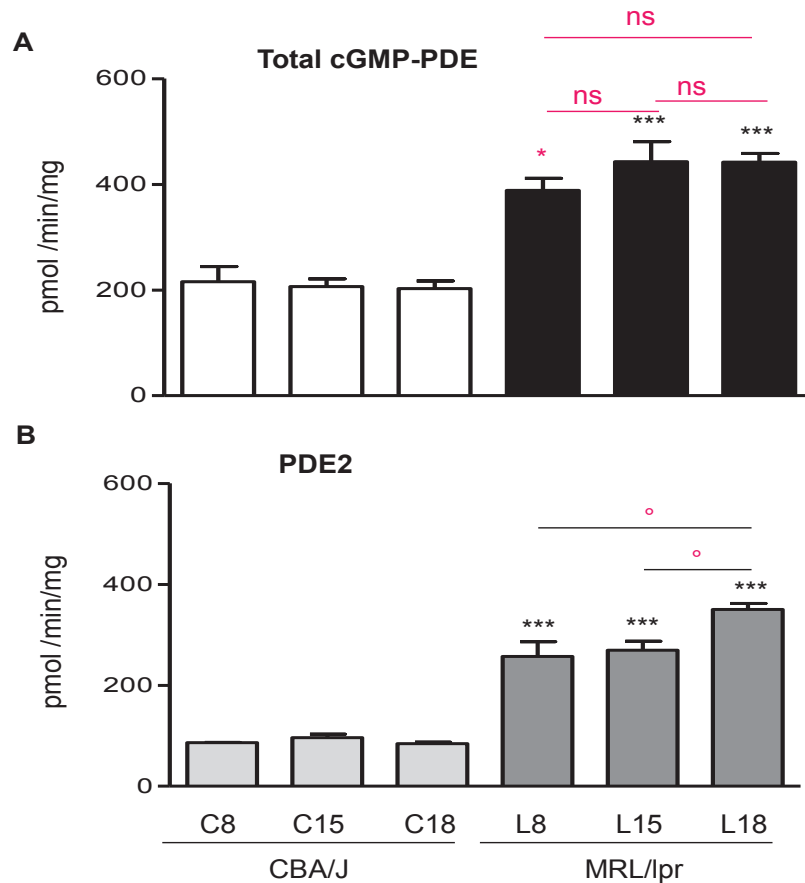 A
ns
Total cGMP-PDE
600
ns
ns
***
***
*
400
pmol /min/mg
200
0
B
PDE2
600
°
°
400
***
***
***
pmol /min/mg
200
0
C8 C15 C18 L8 L15 L18
CBA/J MRL/lpr